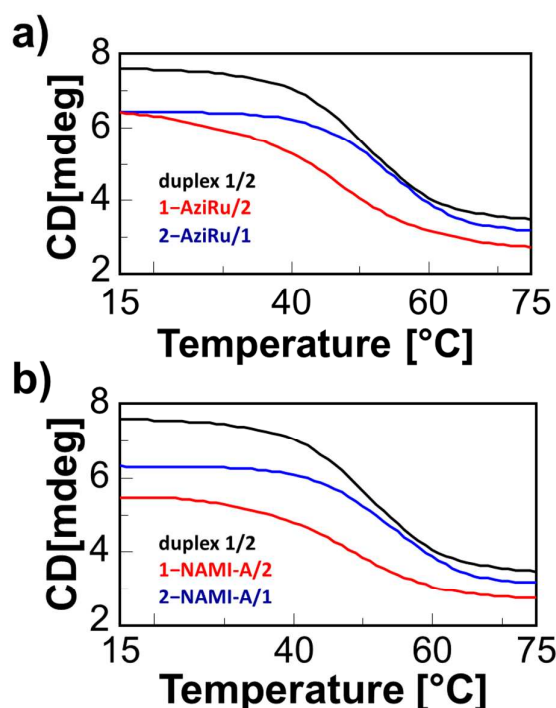 a)
8
6
4
2
CD[mdeg]
duplex 1/2
1–AziRu/2
2–AziRu/1
15 40 60 75
Temperature [°C]
b)
8
6
4
2
CD[mdeg]
duplex 1/2
1–NAMI-A/2
2–NAMI-A/1
15 40 60 75
Temperature [°C]